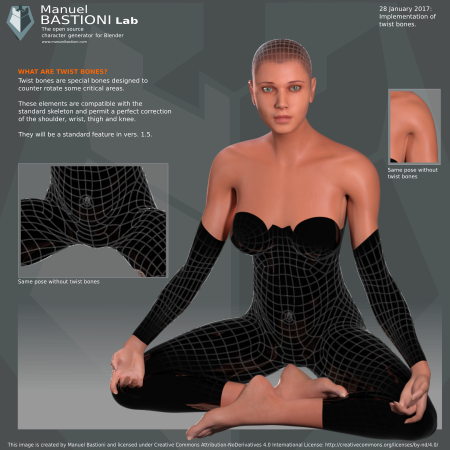 Manuel
BASTIONI Lab
The open source
character generator for Blender
www.manuelbastioni.com
28 January 2017:
Implementation of
twist bones.
WHAT ARE TWIST BONES?
Twist bones are special bones designed to
counter rotate some critical areas.
These elements are compatible with the
standard skeleton and permit a perfect correction
of the shoulder, wrist, thigh and knee.
They will be a standard feature in vers. 1.5.
Same pose without
twist bones
Same pose without twist bones
This image is created by Manuel Bastioni and licensed under Creative Commons Attribution-NoDerivatives 4.0 International License: http://creativecommons.org/licenses/by-nd/4.0/